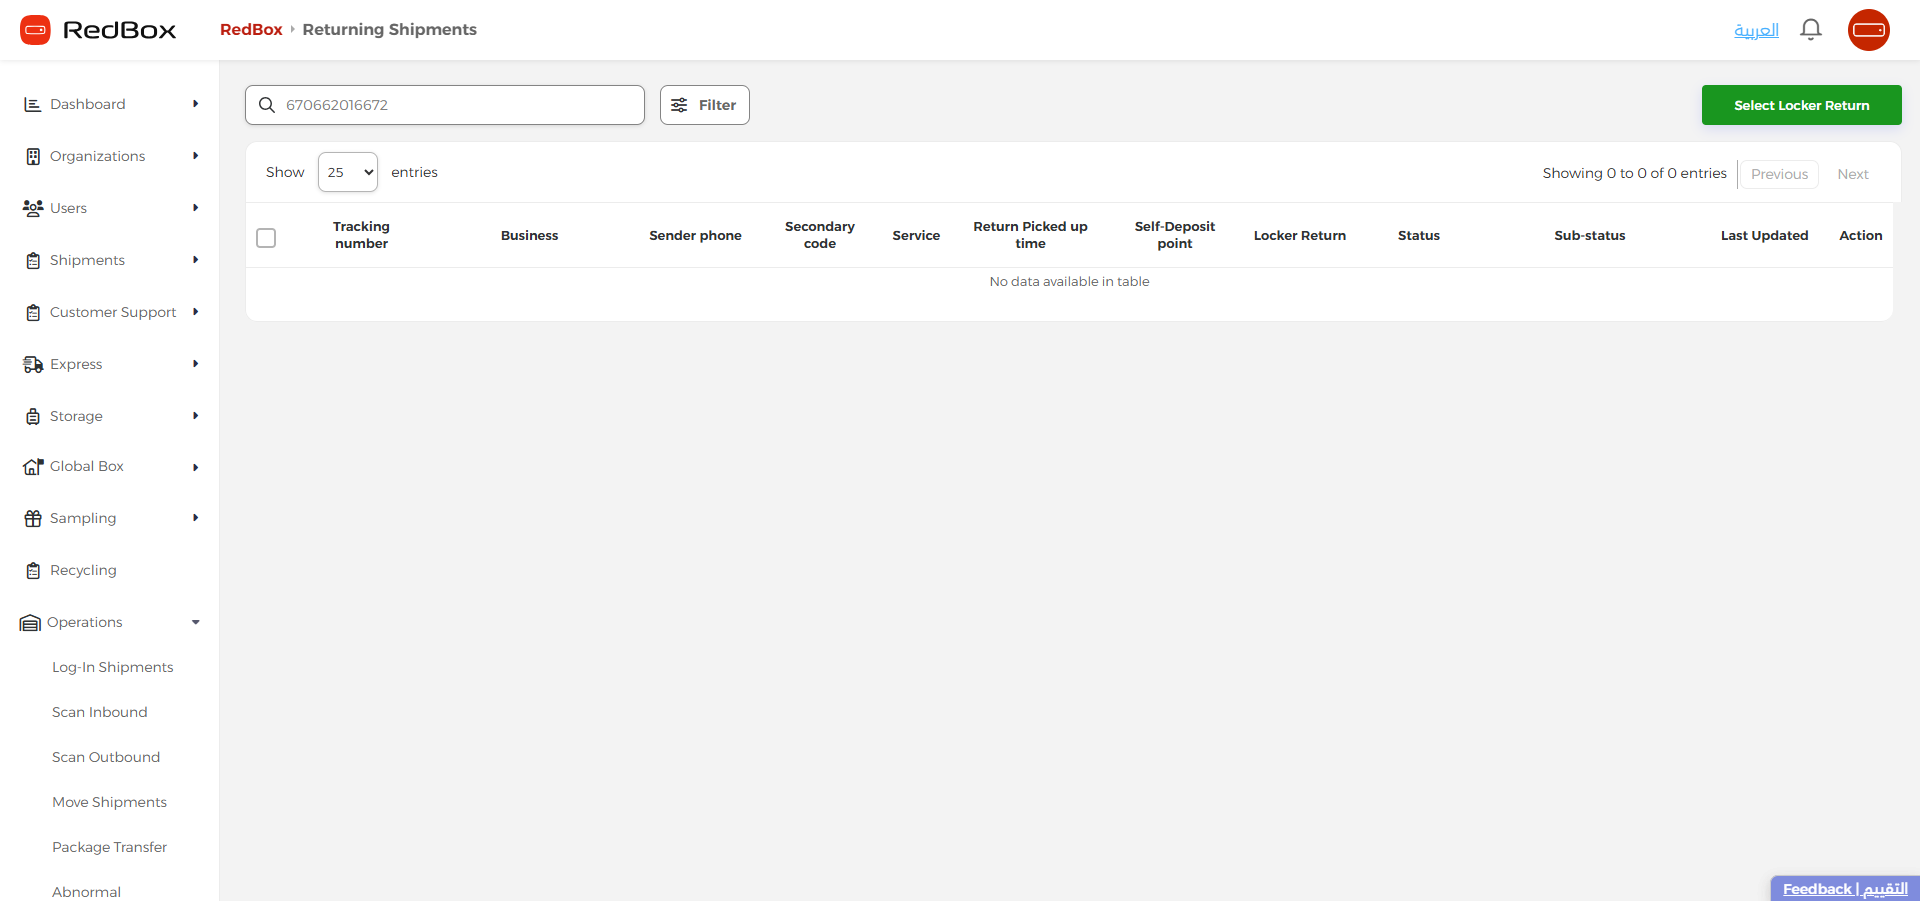 RedBox
RedBox
Returning Shipments
العربية
Dashboard
Organizations
Users
Shipments
Customer Support
Express
Storage
Global Box
Sampling
Recycling
Operations
Log-In Shipments
Scan Inbound
Scan Outbound
Move Shipments
Package Transfer
Abnormal
670662016672
Filter
Select Locker Return
Show 25 entries
Showing 0 to 0 of 0 entries
Previous
Next
Tracking number
Business
Sender phone
Secondary code
Service
Return Picked up time
Self-Deposit point
Locker Return
Status
Sub-status
Last Updated
Action
No data available in table
Feedback | التقييم